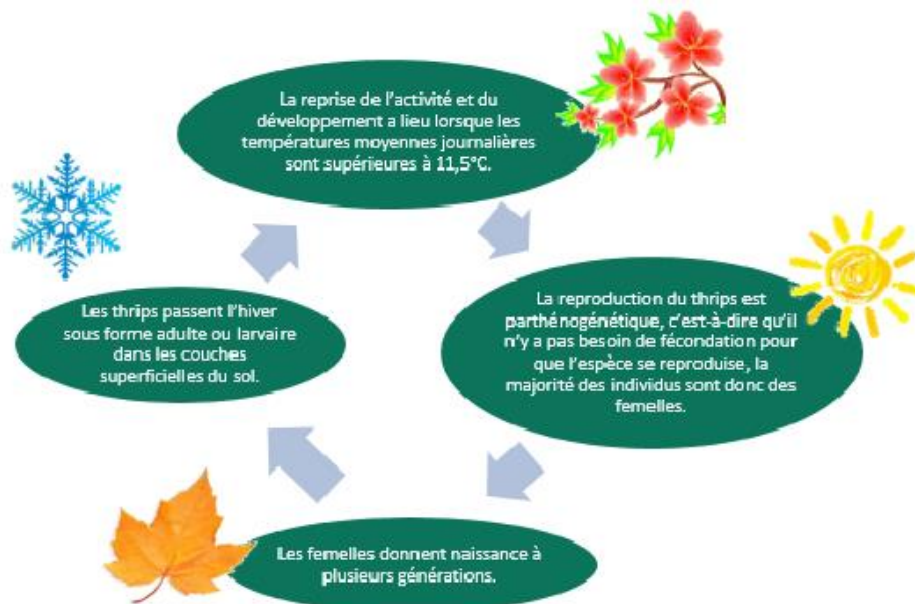 La reprise de l'activité et du
développement a lieu lorsque les
températures moyennes journalières
sont supérieures à 11,5°C.
La reproduction du thrips est
parthénogénétique, c'est-à-dire qu'il
n'y a pas besoin de fécondation pour
que l'espèce se reproduise, la
majorité des individus sont donc des
femelles.
Les femelles donnent naissance à
plusieurs générations.
Les thrips passent l'hiver
sous forme adulte ou larvaire
dans les couches
superficielles du sol.